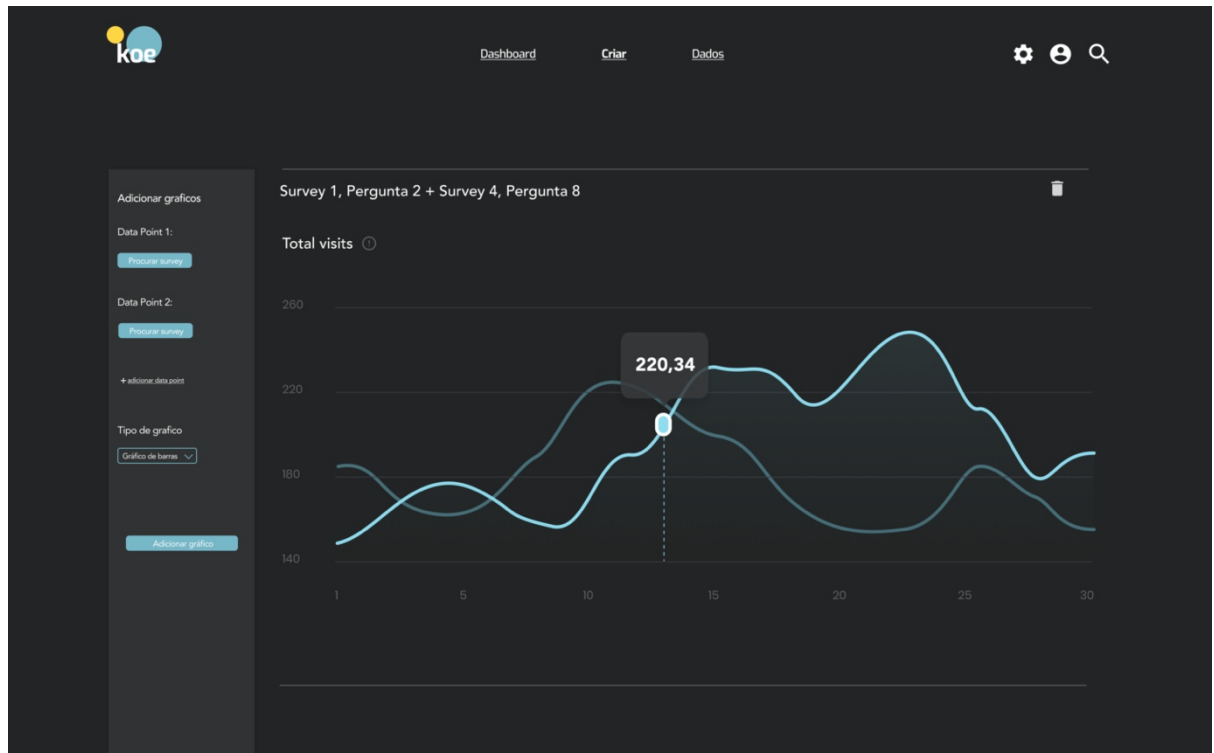 koe
Dashboard Criar Dados
Adicionar graficos
Data Point 1:
Procurar survey
Data Point 2:
Procurar survey
+ adicionar data point
Tipo de grafico
Gráfico de barras
Adicionar gráfico
Survey 1, Pergunta 2 + Survey 4, Pergunta 8
Total visits
260
220,34
220
180
140
1 5 10 15 20 25 30